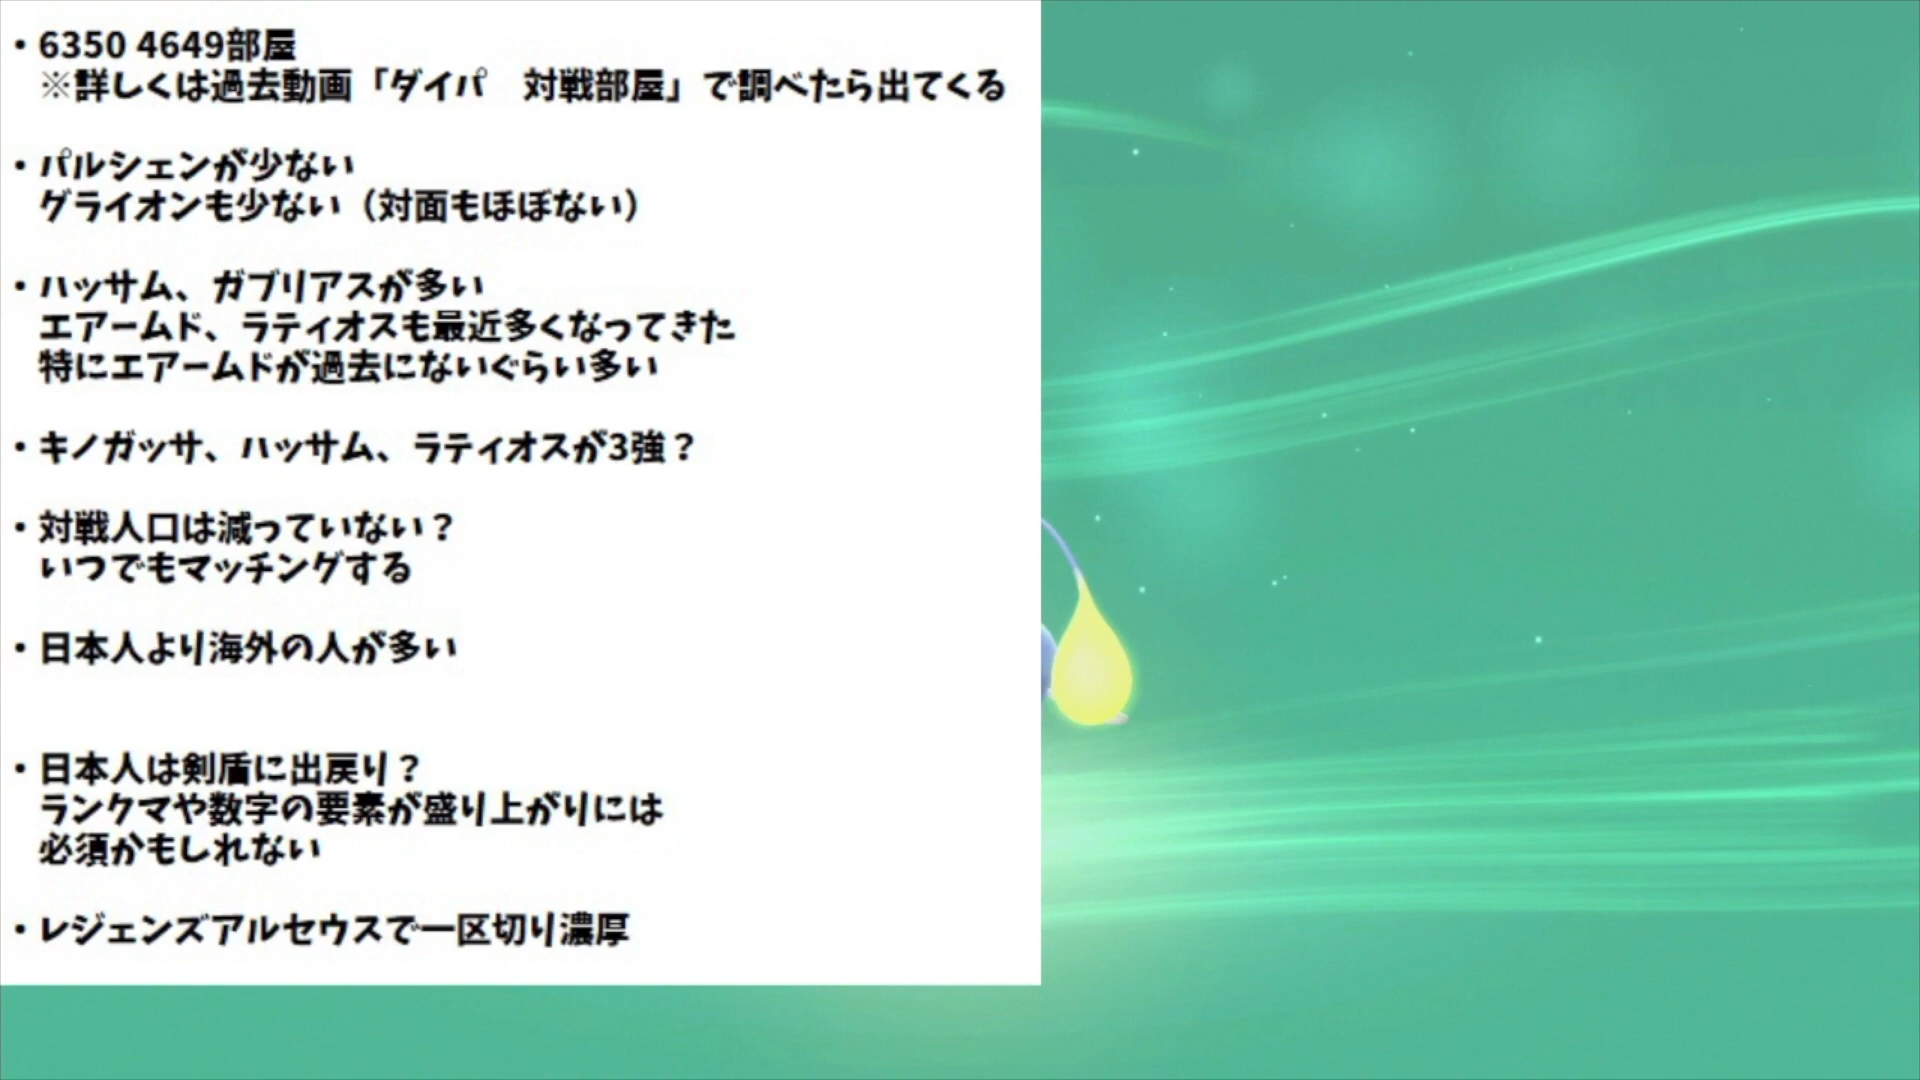 ・6350 4649部屋
※詳しくは過去動画「ダイパ　対戦部屋」で調べたら出てくる
・パルシェンが少ない
グライオンも少ない（対面もほぼない）
・ハッサム、ガブリアスが多い
エアームド、ラティオスも最近多くなってきた
特にエアームドが過去にないぐらい多い
・キノガッサ、ハッサム、ラティオスが3強？
・対戦人口は減っていない？
いつでもマッチングする
・日本人より海外の人が多い
・日本人は剣盾に出戻り？
ランクマや数字の要素が盛り上がりには
必須かもしれない
・レジェンズアルセウスで一区切り濃厚